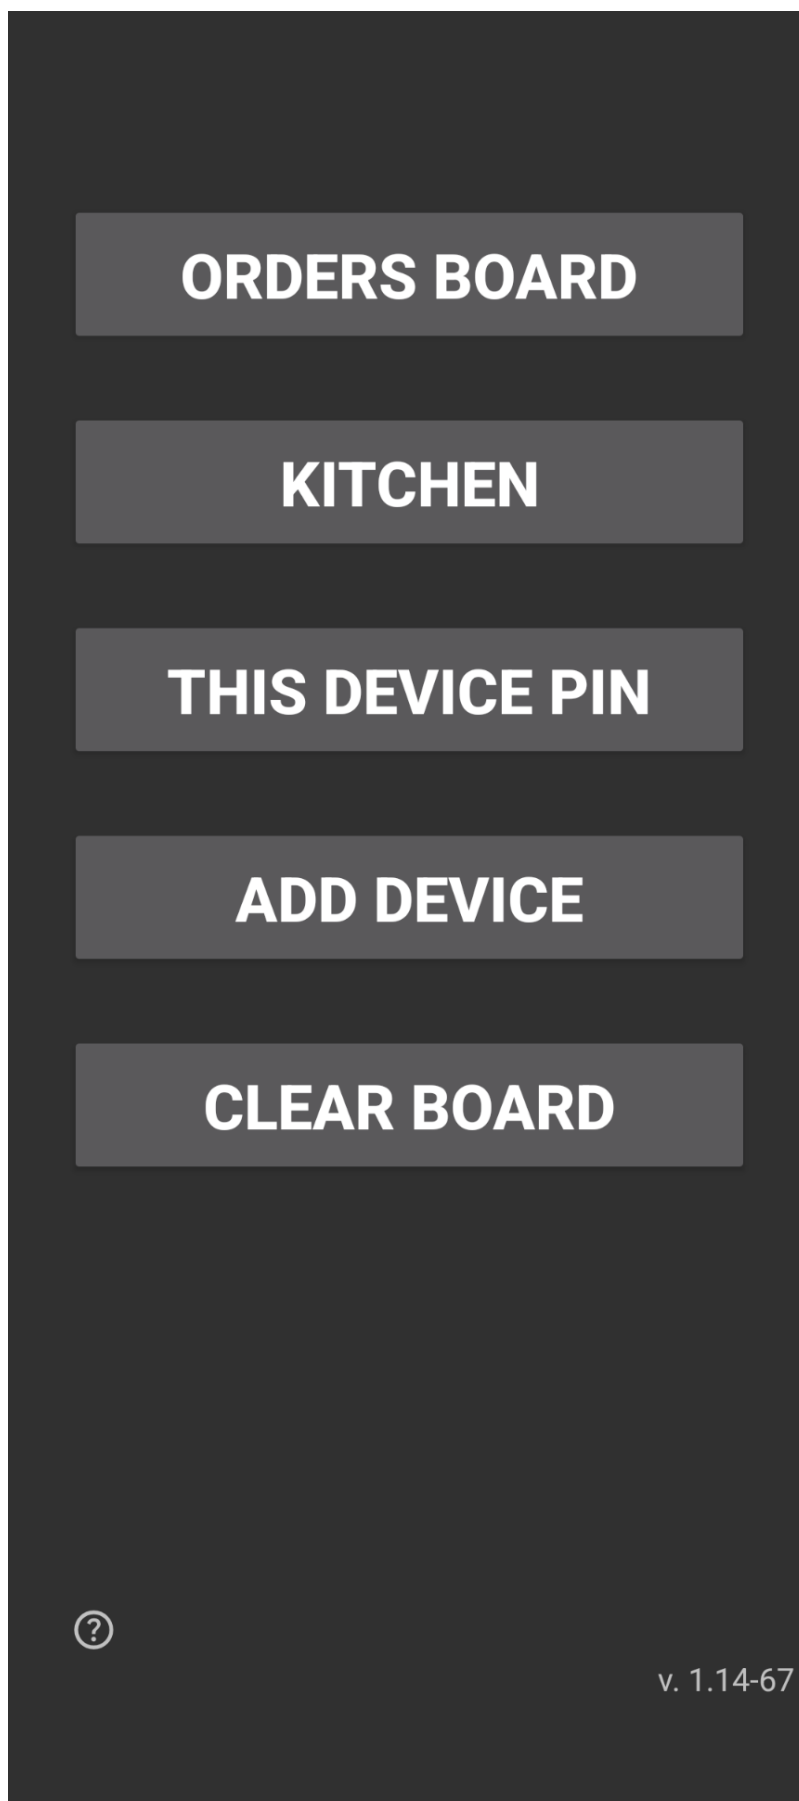 ORDERS BOARD
KITCHEN
THIS DEVICE PIN
ADD DEVICE
CLEAR BOARD
?
v. 1.14-67